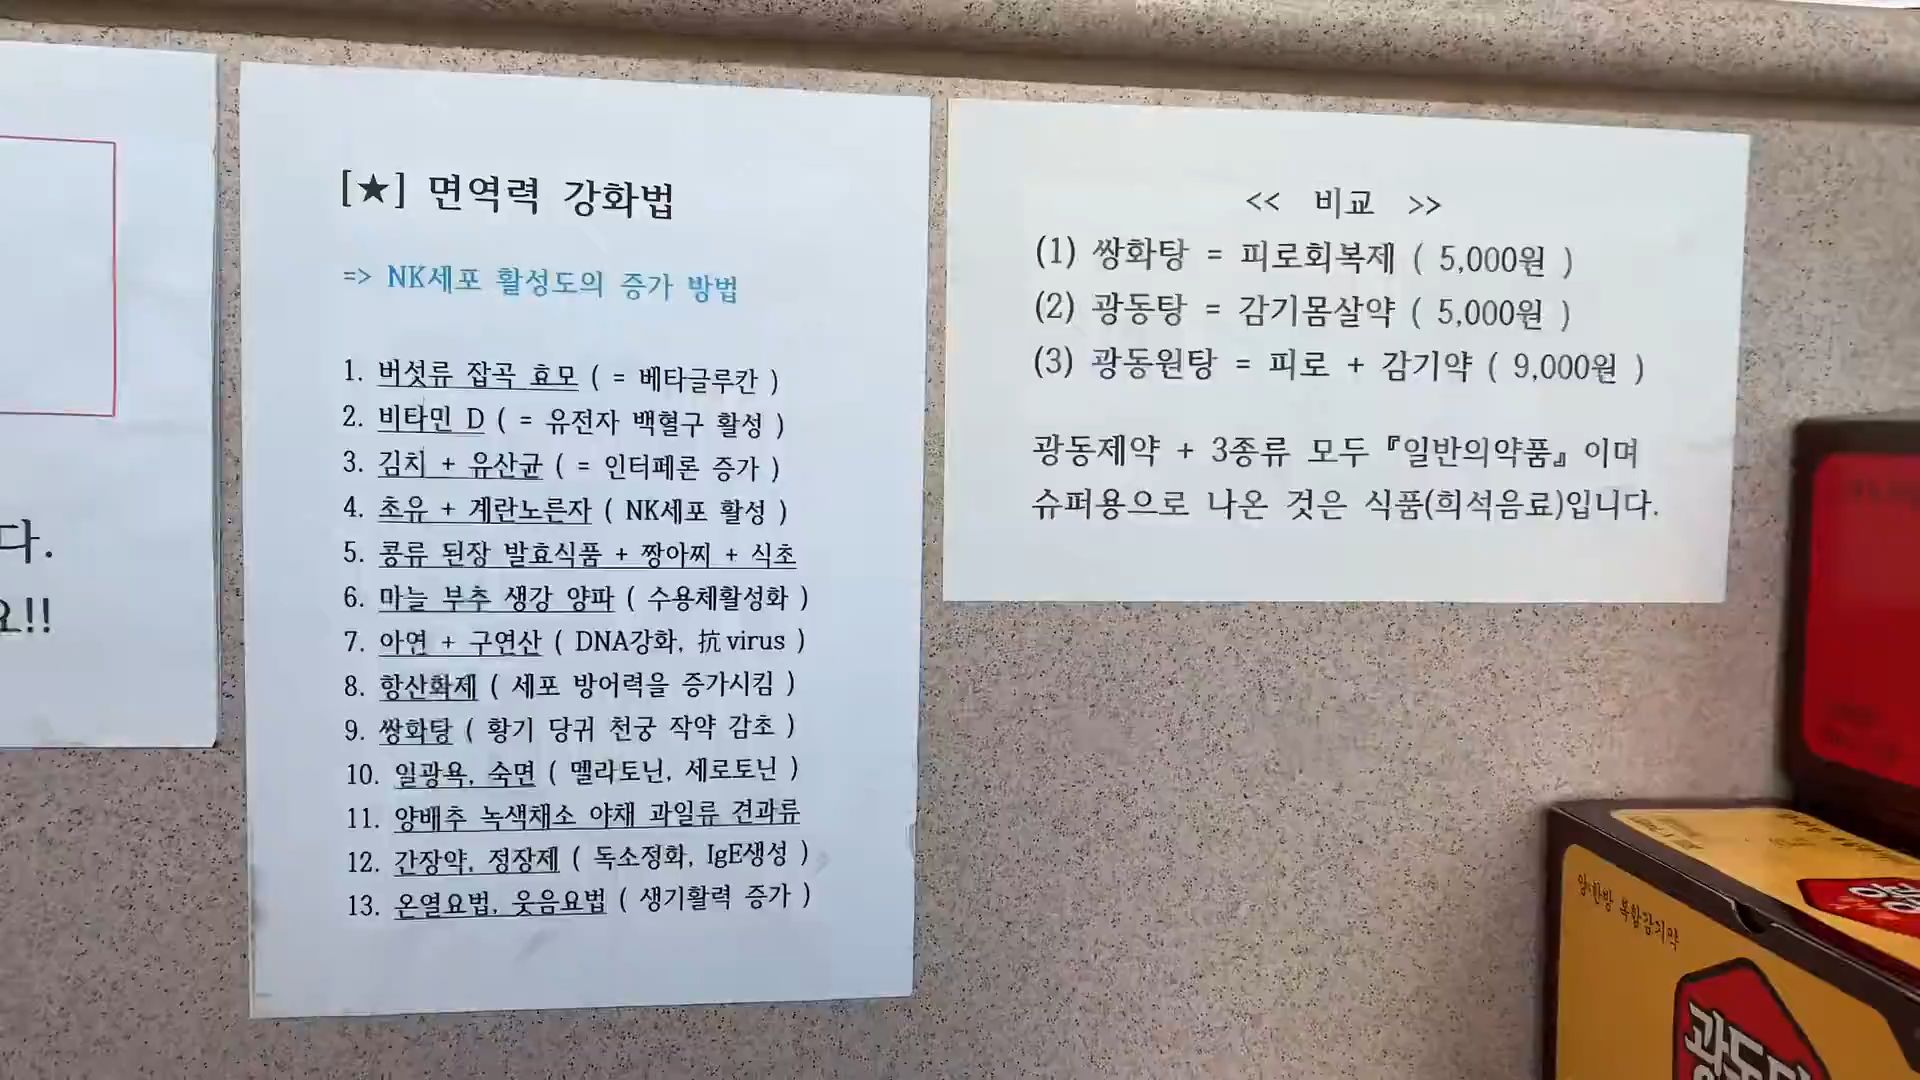 다.
요!!
[★] 면역력 강화법
=> NK세포 활성도의 증가 방법
1. 버섯류 잡곡 효모 ( = 베타글루칸 )
2. 비타민 D ( = 유전자 백혈구 활성 )
3. 김치 + 유산균 ( = 인터페론 증가 )
4. 초유 + 계란노른자 ( NK세포 활성 )
5. 콩류 된장 발효식품 + 짱아찌 + 식초
6. 마늘 부추 생강 양파 ( 수용체활성화 )
7. 아연 + 구연산 ( DNA강화, 抗virus )
8. 항산화제 ( 세포 방어력을 증가시킴 )
9. 쌍화탕 ( 황기 당귀 천궁 작약 감초 )
10. 일광욕, 숙면 ( 멜라토닌, 세로토닌 )
11. 양배추 녹색채소 야채 과일류 견과류
12. 간장약, 정장제 ( 독소정화, IgE생성 )
13. 온열요법, 웃음요법 ( 생기활력 증가 )
<< 비교 >>
(1) 쌍화탕 = 피로회복제 ( 5,000원 )
(2) 광동탕 = 감기몸살약 ( 5,000원 )
(3) 광동원탕 = 피로 + 감기약 ( 9,000원 )
광동제약 + 3종류 모두 『일반의약품』 이며
슈퍼용으로 나온 것은 식품(희석음료)입니다.
복합감기약
광동탕